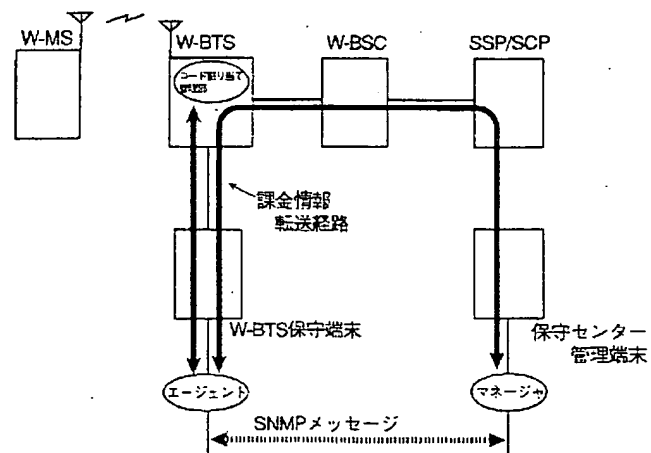 W-MS
W-BTS
W-BSC
SSP/SCP
コード割り当て
管理部
課金情報
転送経路
W-BTS保守端末
保守センター
管理端末
エージェント
マネージャ
SNMPメッセージ